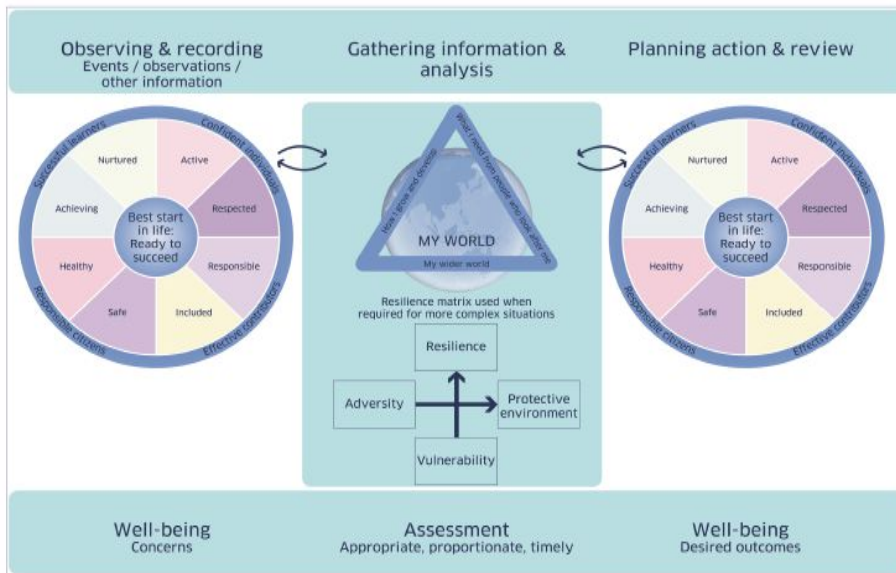 Observing & recording
Events / observations /
other information
Gathering information &
analysis
Planning action & review
Successful learners
Confident individuals
Nurtured
Active
Achieving
Respected
Best start
in life:
Ready to
succeed
Healthy
Responsible
Safe
Included
Responsible citizens
Effective contributors
How I grow and develop
What I need from people who look after me
MY WORLD
My wider world
Resilience matrix used when
required for more complex situations
Resilience
Adversity
Protective
environment
Vulnerability
Successful learners
Confident individuals
Nurtured
Active
Achieving
Respected
Best start
in life:
Ready to
succeed
Healthy
Responsible
Safe
Included
Responsible citizens
Effective contributors
Well-being
Concerns
Assessment
Appropriate, proportionate, timely
Well-being
Desired outcomes